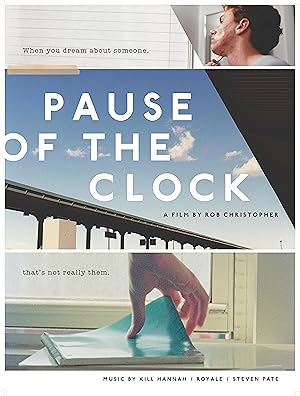 When you dream about someone,
PAUSE
OF THE
CLOCK
A FILM BY ROB CHRISTOPHER
that's not really them.
MUSIC BY KILL HANNAH / ROYALE / STEVEN PATE